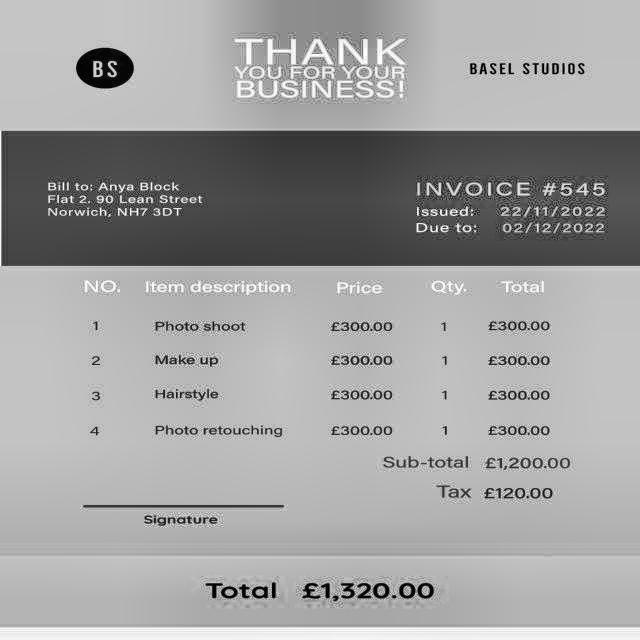 BS
THANK
YOU FOR YOUR
BUSINESS!
BASEL STUDIOS
Bill to: Anya Block
Flat 2. 90 Lean Street
Norwich, NH7 3DT
INVOICE #545
Issued: 22/11/2022
Due to: 02/12/2022
NO. Item description Price Qty. Total
1 Photo shoot £300.00 1 £300.00
2 Make up £300.00 1 £300.00
3 Hairstyle £300.00 1 £300.00
4 Photo retouching £300.00 1 £300.00
Sub-total £1,200.00
Tax £120.00
Signature
Total £1,320.00